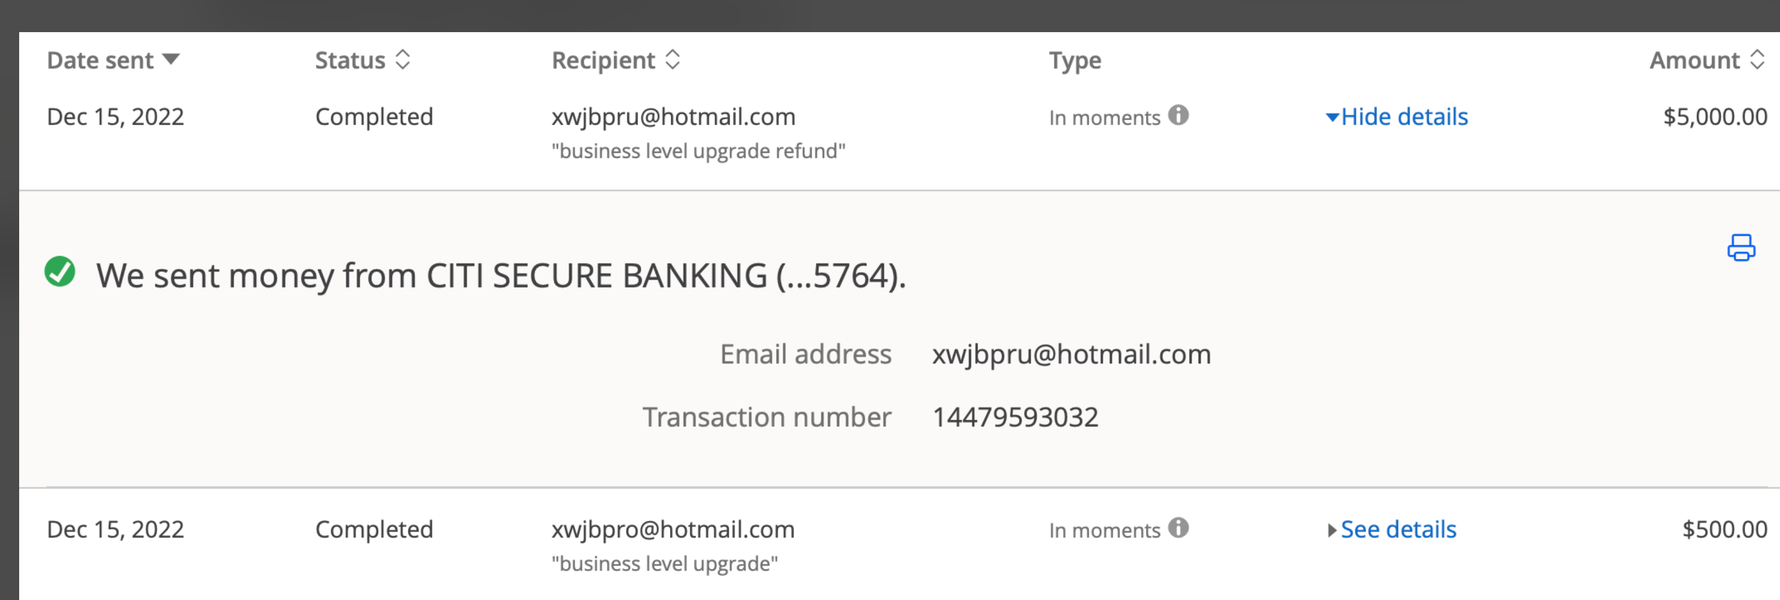 Date sent Status Recipient Type Amount
Dec 15, 2022 Completed xwjbpru@hotmail.com In moments Hide details $5,000.00
"business level upgrade refund"
We sent money from CITI SECURE BANKING (...5764).
Email address xwjbpru@hotmail.com
Transaction number 14479593032
Dec 15, 2022 Completed xwjbpro@hotmail.com In moments See details $500.00
"business level upgrade"